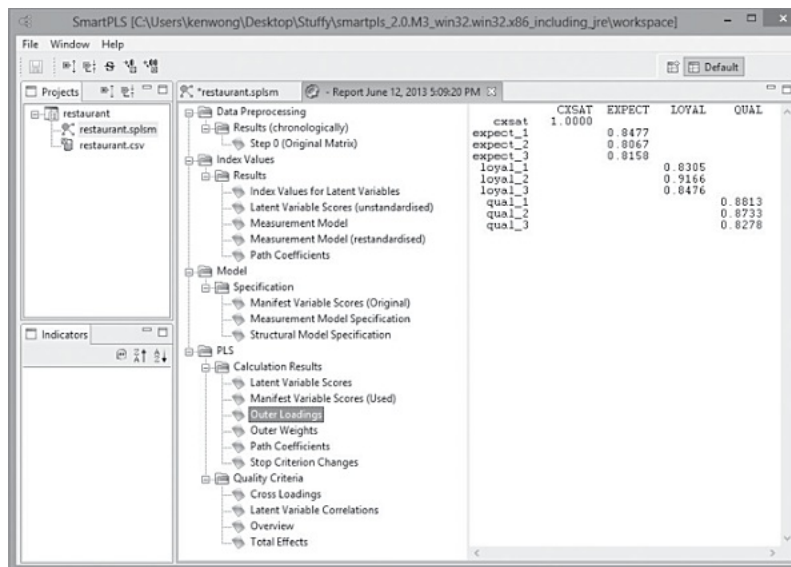 SmartPLS [C:\Users\kenwong\Desktop\Stuffy\smartpls_2.0.M3_win32.win32.x86_including_jre\workspace]
File Window Help
Default
Projects
restaurant
restaurant.splsm
restaurant.csv
Indicators
*restaurant.splsm
- Report June 12, 2013 5:09:20 PM
Data Preprocessing
Results (chronologically)
Step 0 (Original Matrix)
Index Values
Results
Index Values for Latent Variables
Latent Variable Scores (unstandardised)
Measurement Model
Measurement Model (restandardised)
Path Coefficients
Model
Specification
Manifest Variable Scores (Original)
Measurement Model Specification
Structural Model Specification
PLS
Calculation Results
Latent Variable Scores
Manifest Variable Scores (Used)
Outer Loadings
Outer Weights
Path Coefficients
Stop Criterion Changes
Quality Criteria
Cross Loadings
Latent Variable Correlations
Overview
Total Effects
CXSAT EXPECT LOYAL QUAL
cxsat 1.0000
expect_1 0.8477
expect_2 0.8067
expect_3 0.8158
loyal_1 0.8305
loyal_2 0.9166
loyal_3 0.8476
qual_1 0.8813
qual_2 0.8733
qual_3 0.8278